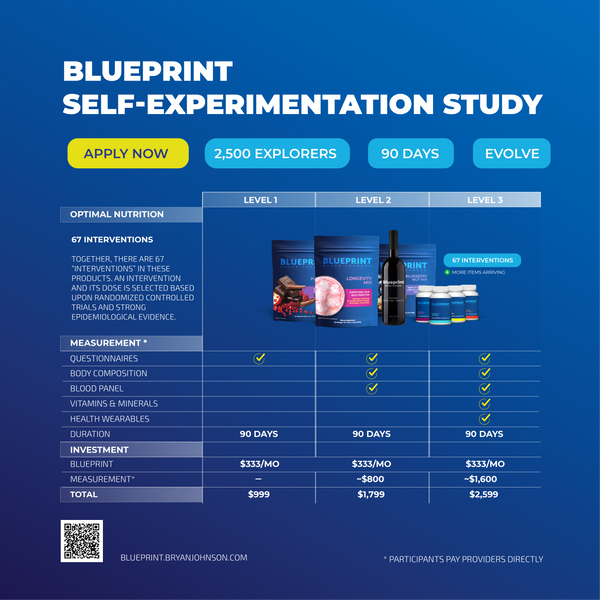 BLUEPRINT
SELF-EXPERIMENTATION STUDY
APPLY NOW
2,500 EXPLORERS
90 DAYS
EVOLVE
LEVEL 1
LEVEL 2
LEVEL 3
OPTIMAL NUTRITION
67 INTERVENTIONS
TOGETHER, THERE ARE 67
"INTERVENTIONS" IN THESE
PRODUCTS. AN INTERVENTION
AND ITS DOSE IS SELECTED BASED
UPON RANDOMIZED CONTROLLED
TRIALS AND STRONG
EPIDEMIOLOGICAL EVIDENCE.
BLUEPRINT
LONGEVITY
MIX
Blueprint
67 INTERVENTIONS
+ MORE ITEMS ARRIVING
MEASUREMENT *
QUESTIONNAIRES
BODY COMPOSITION
BLOOD PANEL
VITAMINS & MINERALS
HEALTH WEARABLES
DURATION 90 DAYS 90 DAYS 90 DAYS
INVESTMENT
BLUEPRINT $333/MO $333/MO $333/MO
MEASUREMENT* – ~$800 ~$1,600
TOTAL $999 $1,799 $2,599
BLUEPRINT.BRYANJOHNSON.COM
* PARTICIPANTS PAY PROVIDERS DIRECTLY